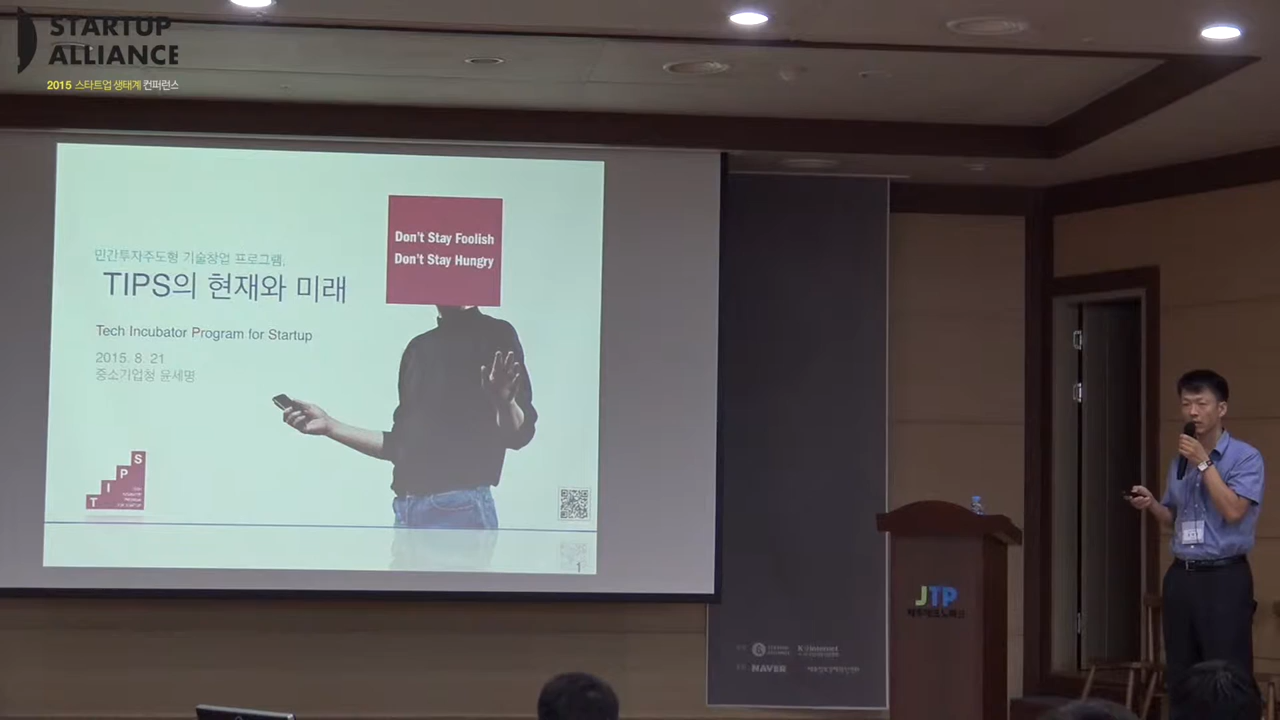 STARTUP
ALLIANCE
2015 스타트업 생태계 컨퍼런스
민간투자주도형 기술창업 프로그램,
TIPS의 현재와 미래
Tech Incubator Program for Startup
2015. 8. 21
중소기업청 윤세명
Don't Stay Foolish
Don't Stay Hungry
T I P S
1
JTP
NAVER